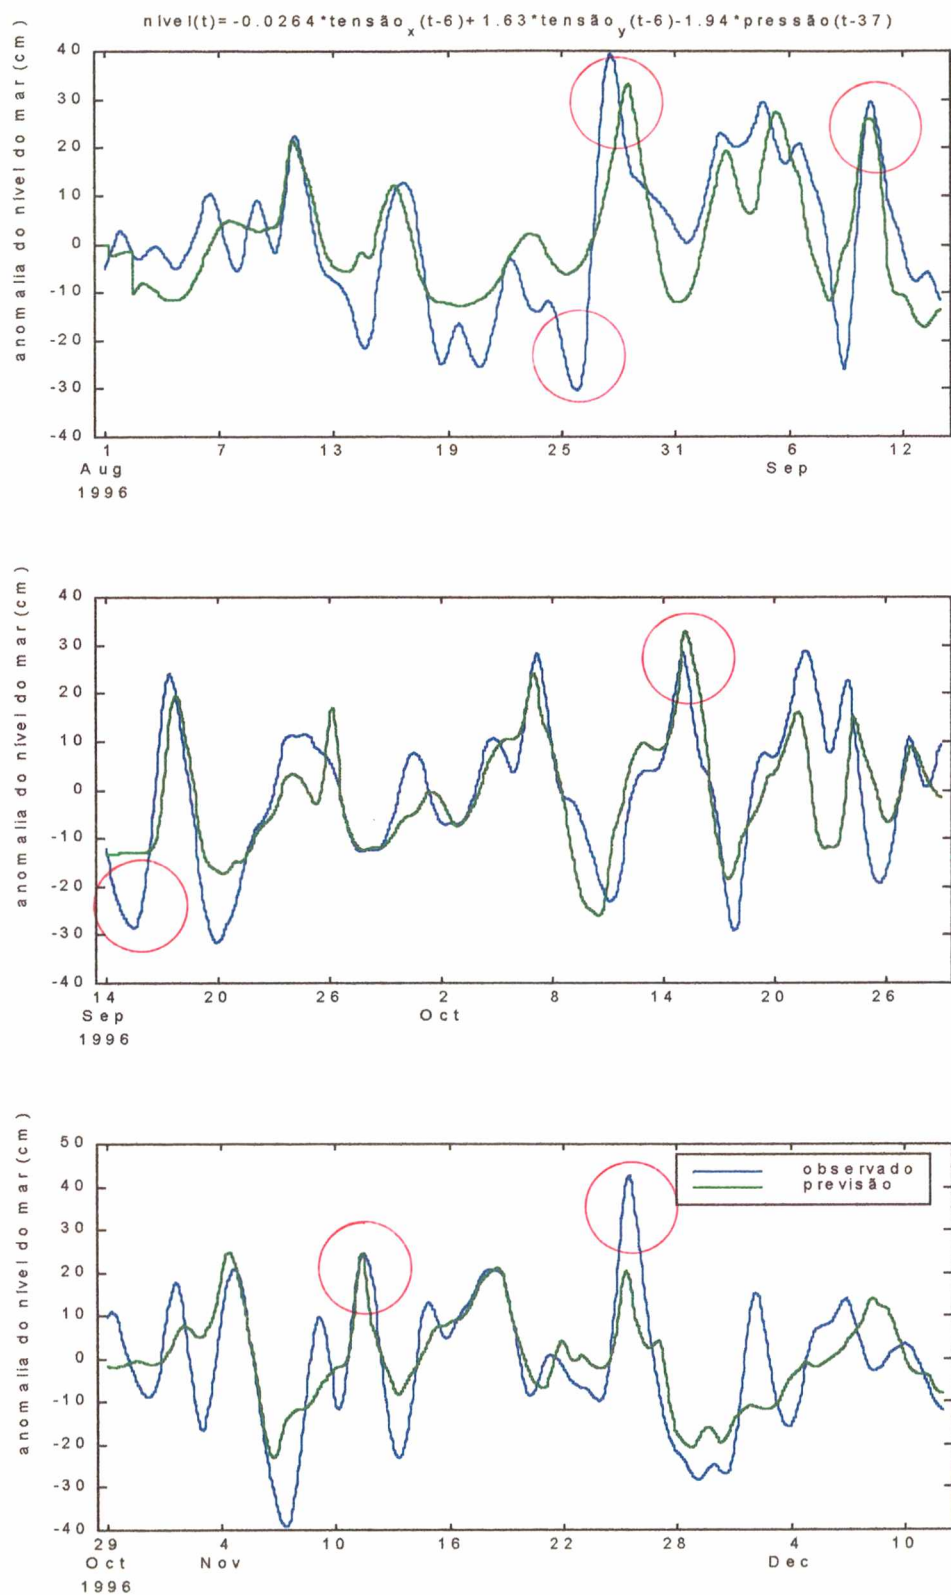 nível(t)= -0.0264*tensão_x(t-6)+1.63*tensão_y(t-6)-1.94*pressão(t-37)
anomalia do nível do mar (cm)
40
30
20
10
0
-10
-20
-30
-40
1 7 13 19 25 31 6 12
Aug Sep
1996
anomalia do nível do mar (cm)
40
30
20
10
0
-10
-20
-30
-40
14 20 26 2 8 14 20 26
Sep Oct
1996
anomalia do nível do mar (cm)
50
40
30
20
10
0
-10
-20
-30
-40
observado
previsão
29 4 10 16 22 28 4 10
Oct Nov Dec
1996